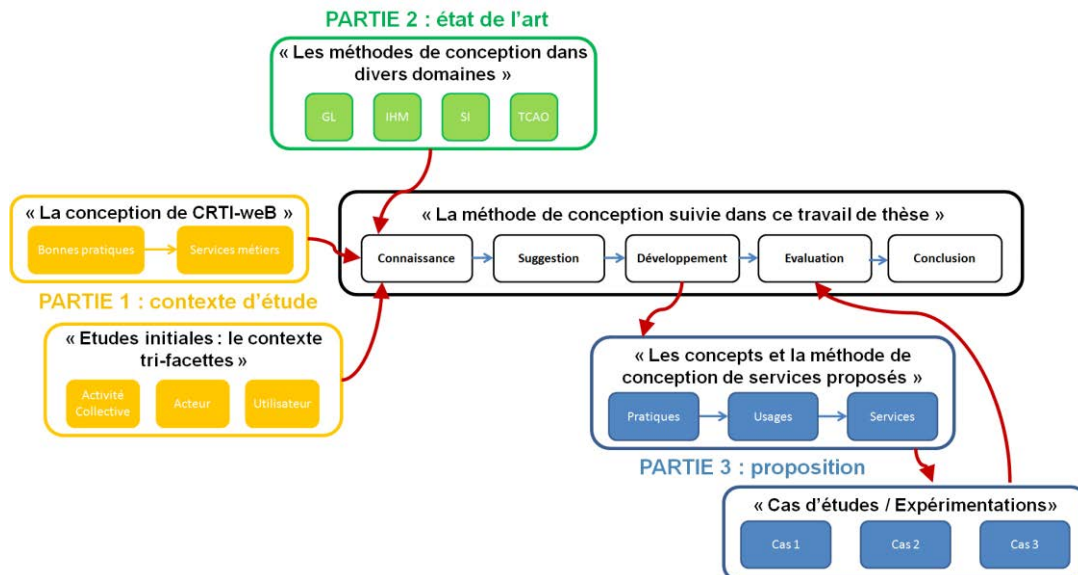 PARTIE 2 : état de l'art
« Les méthodes de conception dans
divers domaines »
GL
IHM
SI
TCAO
« La conception de CRTI-weB »
Bonnes pratiques
Services métiers
PARTIE 1 : contexte d'étude
« Etudes initiales : le contexte
tri-facettes »
Activité
Collective
Acteur
Utilisateur
« La méthode de conception suivie dans ce travail de thèse »
Connaissance
Suggestion
Développement
Evaluation
Conclusion
« Les concepts et la méthode de
conception de services proposés »
Pratiques
Usages
Services
PARTIE 3 : proposition
« Cas d'études / Expérimentations»
Cas 1
Cas 2
Cas 3